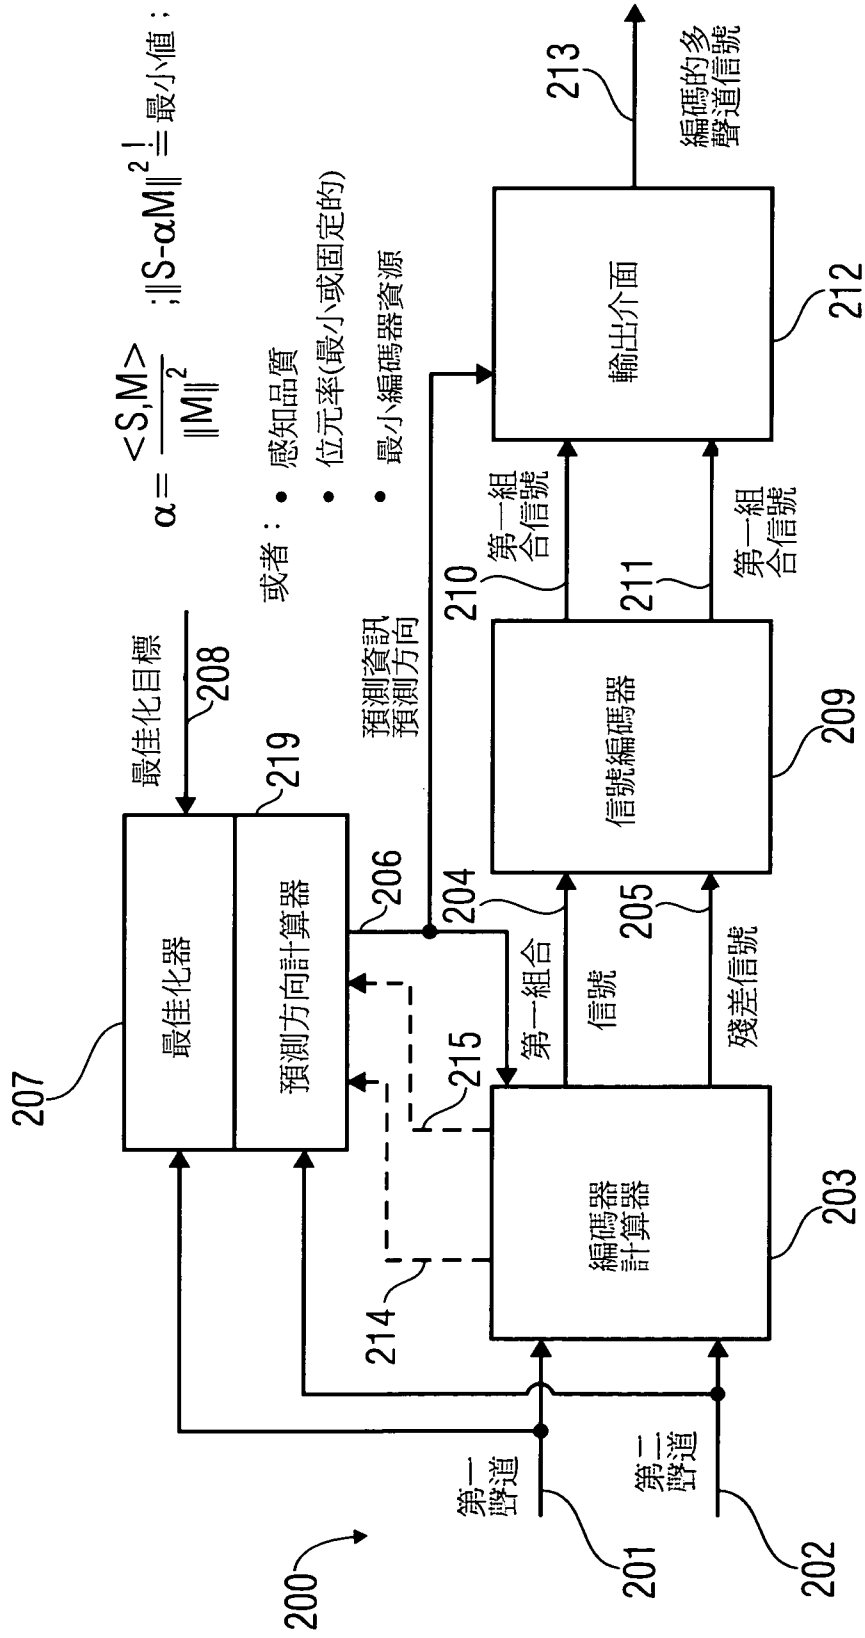 α = <S,M> / ‖M‖² ;‖S-αM‖² ≐! 最小值 ;
或者 :
• 感知品質
• 位元率(最小或固定的)
• 最小編碼器資源
最佳化目標
208
207
最佳化器
預測方向計算器
219
206
預測資訊
預測方向
214
215
200
第一
聲道
201
第二
聲道
202
編碼器
計算器
203
第一組合
信號
204
殘差信號
205
信號編碼器
209
第一組
合信號
210
第一組
合信號
211
輸出介面
212
213
編碼的多
聲道信號